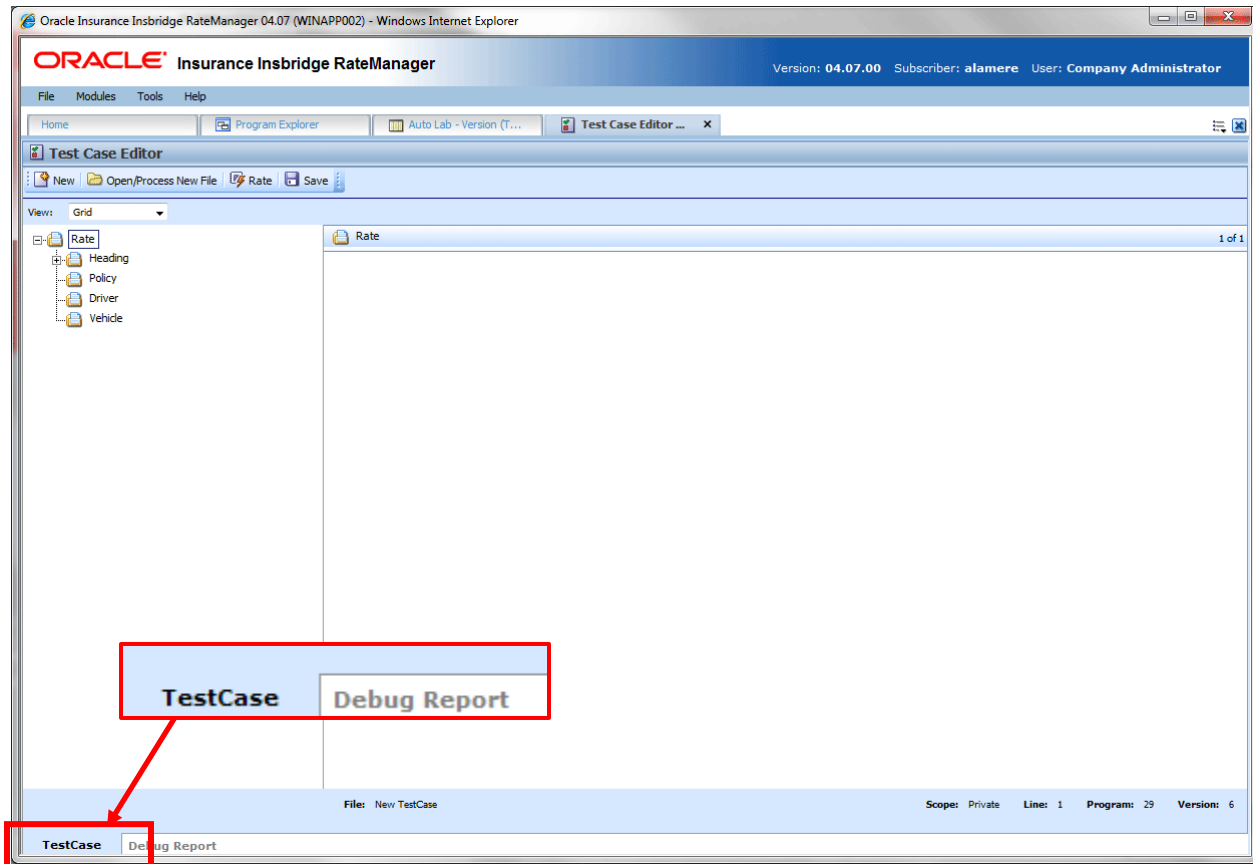 Oracle Insurance Insbridge RateManager 04.07 (WINAPP002) - Windows Internet Explorer
ORACLE Insurance Insbridge RateManager
Version: 04.07.00 Subscriber: alamere User: Company Administrator
File Modules Tools Help
Home Program Explorer Auto Lab - Version (T... Test Case Editor ... x
Test Case Editor
New Open/Process New File Rate Save
View: Grid
Rate
Heading
Policy
Driver
Vehicle
Rate 1 of 1
TestCase Debug Report
File: New TestCase Scope: Private Line: 1 Program: 29 Version: 6
TestCase Debug Report